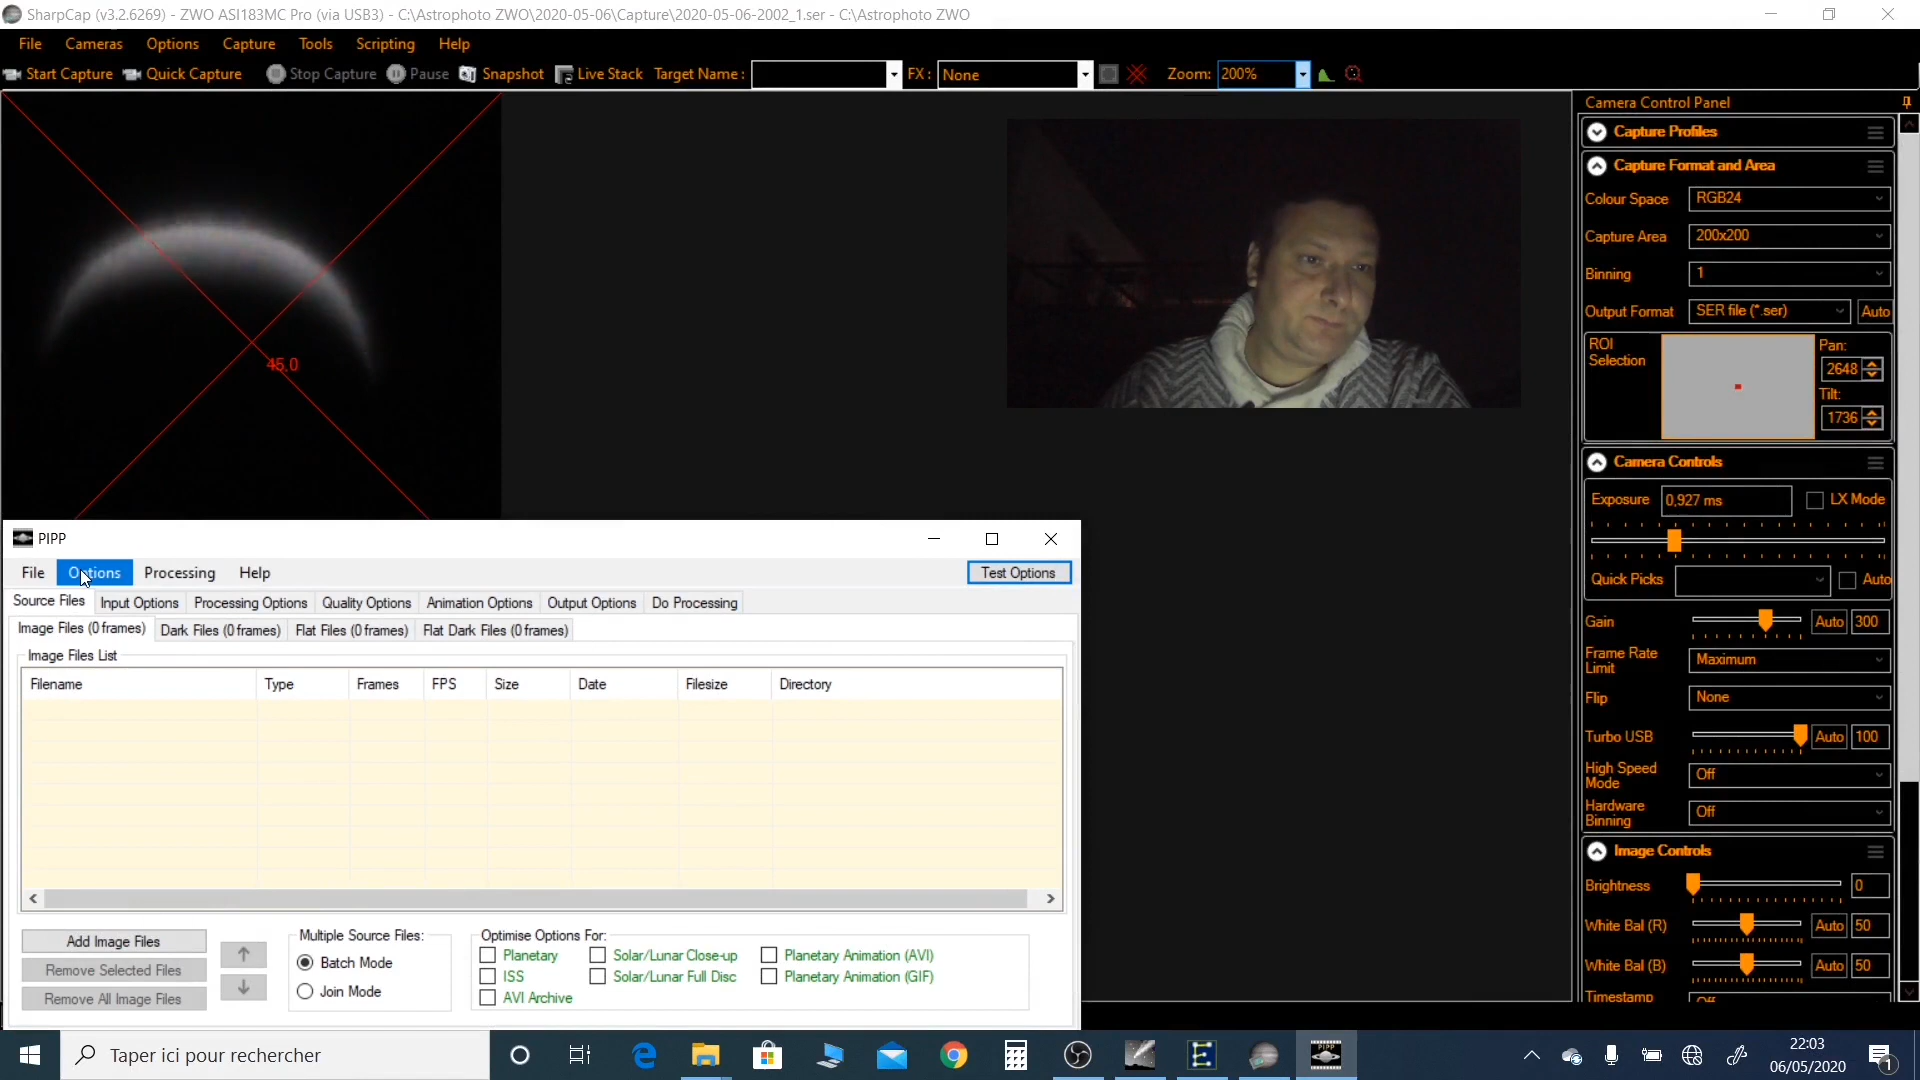 SharpCap (v3.2.6269) - ZWO ASI183MC Pro (via USB3) - C:\Astrophoto ZWO\2020-05-06\Capture\2020-05-06-2002_1.ser - C:\Astrophoto ZWO
File Cameras Options Capture Tools Scripting Help
Start Capture Quick Capture Stop Capture Pause Snapshot Live Stack Target Name : FX : None Zoom: 200%
45,0
Camera Control Panel
Capture Profiles
Capture Format and Area
Colour Space RGB24
Capture Area 200x200
Binning 1
Output Format SER file (*.ser) Auto
ROI Selection
Pan:
2648
Tilt:
1736
Camera Controls
Exposure 0,927 ms LX Mode
Quick Picks Auto
Gain Auto 300
Frame Rate Limit Maximum
Flip None
Turbo USB Auto 100
High Speed Mode Off
Hardware Binning Off
Image Controls
Brightness 0
White Bal (R) Auto 50
White Bal (B) Auto 50
Timestamp Off
PIPP
File Options Processing Help Test Options
Source Files Input Options Processing Options Quality Options Animation Options Output Options Do Processing
Image Files (0 frames) Dark Files (0 frames) Flat Files (0 frames) Flat Dark Files (0 frames)
Image Files List
Filename Type Frames FPS Size Date Filesize Directory
Add Image Files
Remove Selected Files
Remove All Image Files
Multiple Source Files:
Batch Mode
Join Mode
Optimise Options For:
Planetary Solar/Lunar Close-up Planetary Animation (AVI)
ISS Solar/Lunar Full Disc Planetary Animation (GIF)
AVI Archive
Taper ici pour rechercher
PIPP
22:03
06/05/2020
1